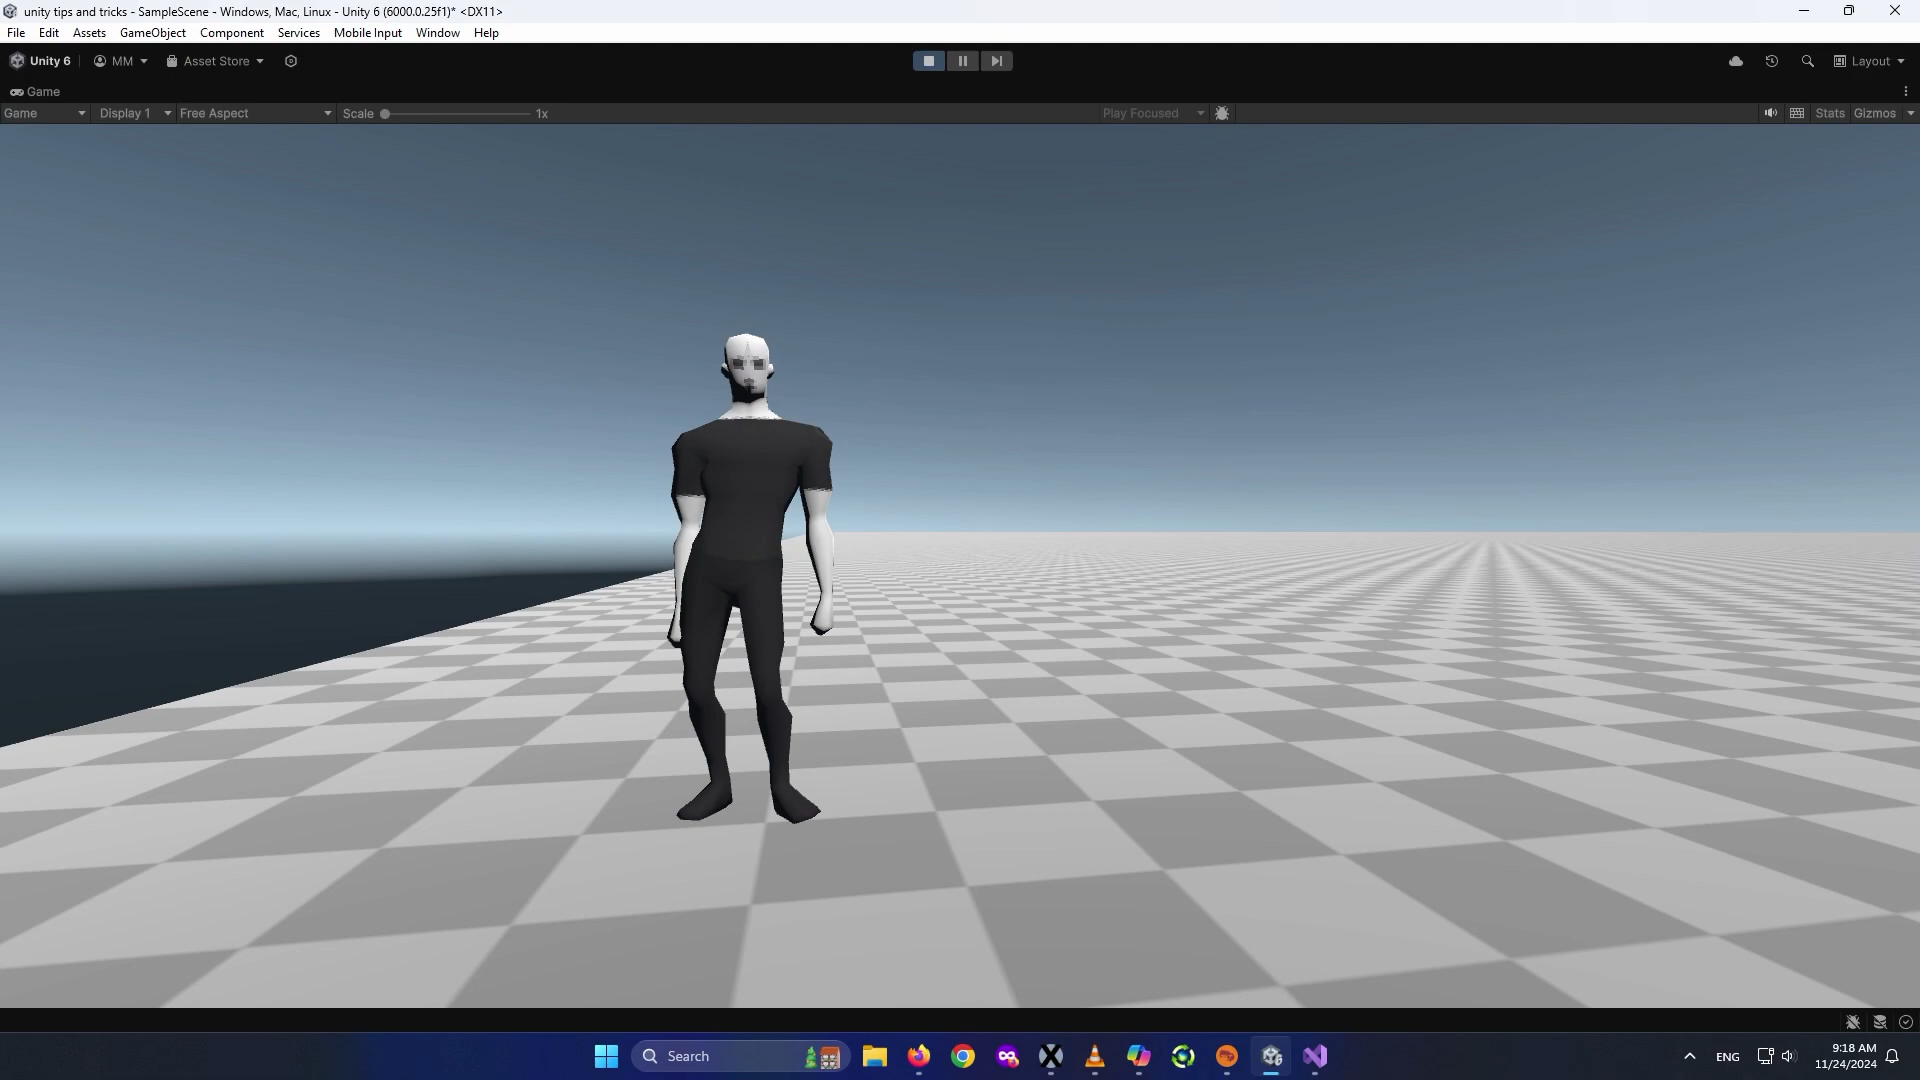 unity tips and tricks - SampleScene - Windows, Mac, Linux - Unity 6 (6000.0.25f1)* <DX11>
File Edit Assets GameObject Component Services Mobile Input Window Help
Unity 6 MM Asset Store Layout
Game
Game Display 1 Free Aspect Scale 1x Play Focused Stats Gizmos
Search ENG 9:18 AM
11/24/2024